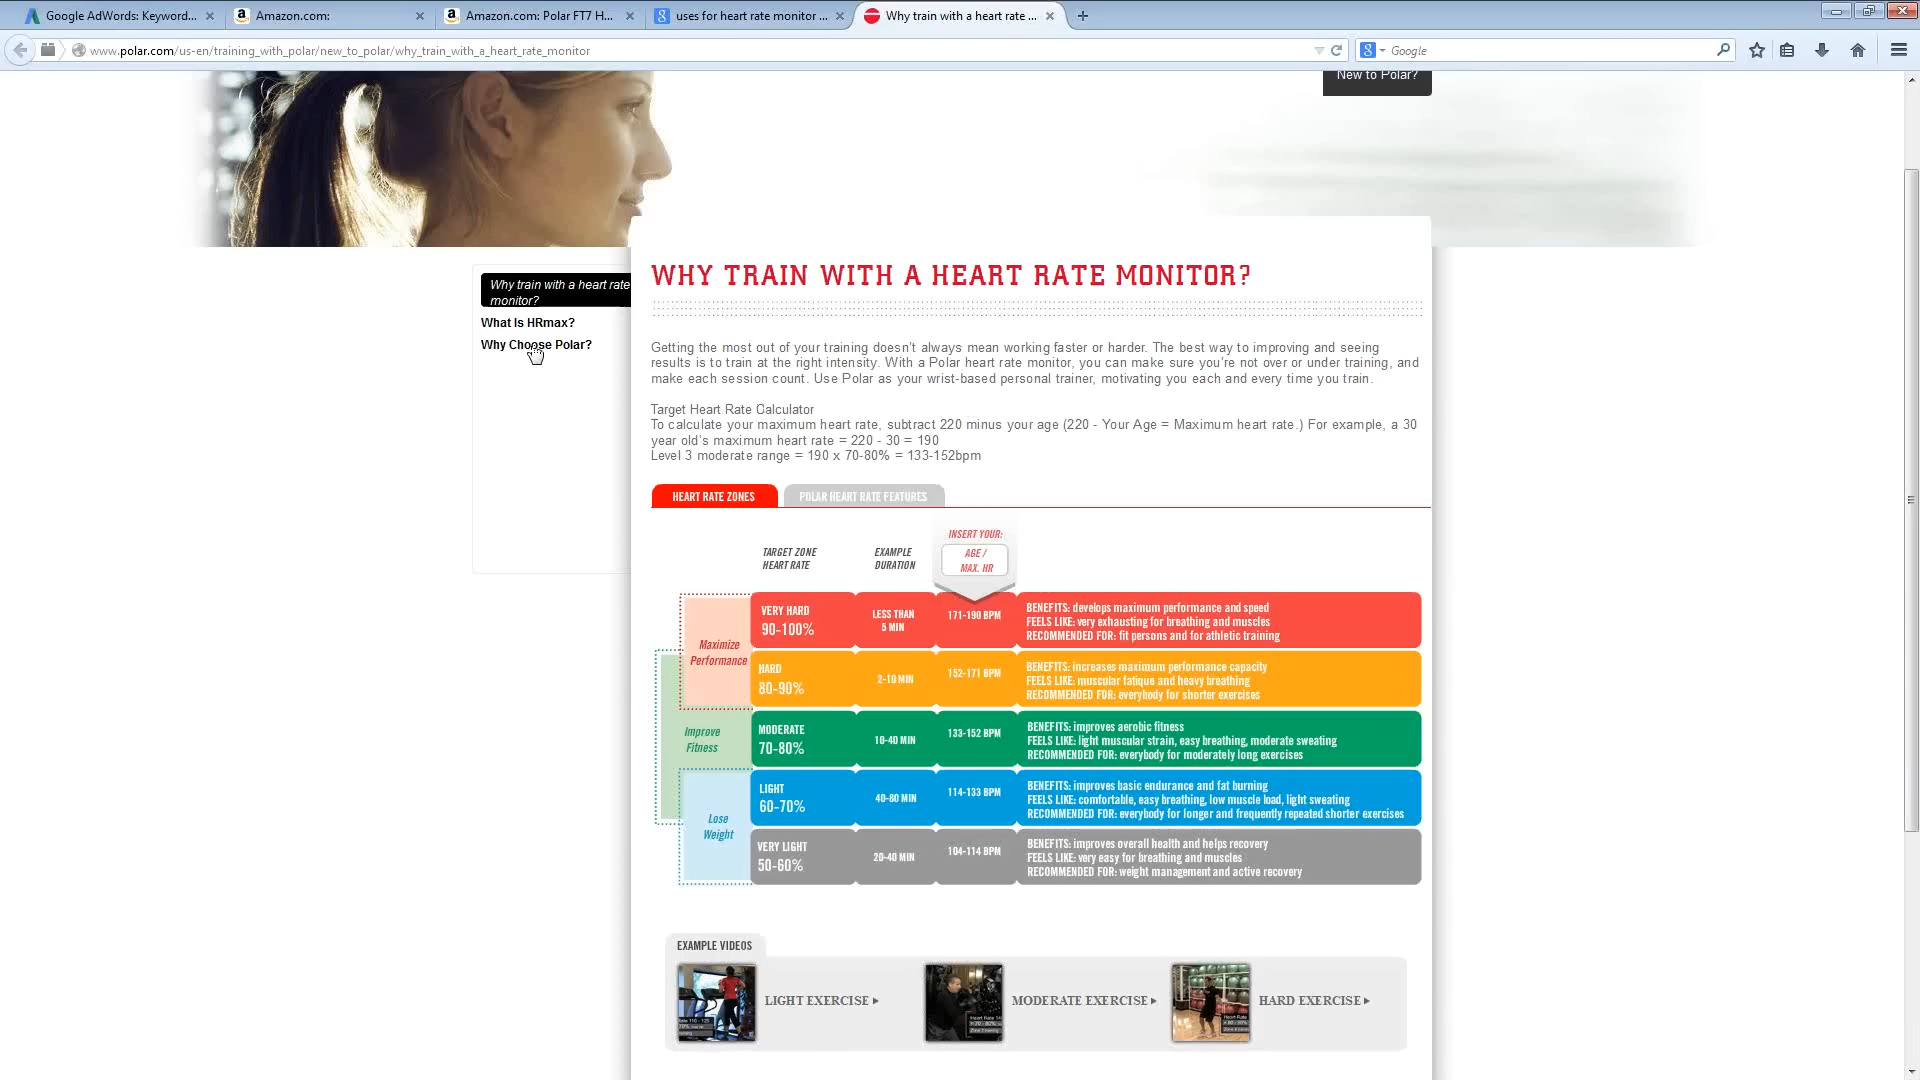 Google AdWords: Keyword...
Amazon.com:
Amazon.com: Polar FT7 H...
uses for heart rate monitor ...
Why train with a heart rate ...
www.polar.com/us-en/training_with_polar/new_to_polar/why_train_with_a_heart_rate_monitor
Google
New to Polar?
Why train with a heart rate
monitor?
What Is HRmax?
Why Choose Polar?
WHY TRAIN WITH A HEART RATE MONITOR?
Getting the most out of your training doesn't always mean working faster or harder. The best way to improving and seeing
results is to train at the right intensity. With a Polar heart rate monitor, you can make sure you're not over or under training, and
make each session count. Use Polar as your wrist-based personal trainer, motivating you each and every time you train.
Target Heart Rate Calculator
To calculate your maximum heart rate, subtract 220 minus your age (220 - Your Age = Maximum heart rate.) For example, a 30
year old's maximum heart rate = 220 - 30 = 190
Level 3 moderate range = 190 x 70-80% = 133-152bpm
HEART RATE ZONES
POLAR HEART RATE FEATURES
TARGET ZONE
HEART RATE
EXAMPLE
DURATION
INSERT YOUR:
AGE /
MAX. HR
Maximize
Performance
VERY HARD
90-100%
LESS THAN
5 MIN
171-190 BPM
BENEFITS: develops maximum performance and speed
FEELS LIKE: very exhausting for breathing and muscles
RECOMMENDED FOR: fit persons and for athletic training
HARD
80-90%
2-10 MIN
152-171 BPM
BENEFITS: increases maximum performance capacity
FEELS LIKE: muscular fatique and heavy breathing
RECOMMENDED FOR: everybody for shorter exercises
Improve
Fitness
MODERATE
70-80%
10-40 MIN
133-152 BPM
BENEFITS: improves aerobic fitness
FEELS LIKE: light muscular strain, easy breathing, moderate sweating
RECOMMENDED FOR: everybody for moderately long exercises
Lose
Weight
LIGHT
60-70%
40-80 MIN
114-133 BPM
BENEFITS: improves basic endurance and fat burning
FEELS LIKE: comfortable, easy breathing, low muscle load, light sweating
RECOMMENDED FOR: everybody for longer and frequently repeated shorter exercises
VERY LIGHT
50-60%
20-40 MIN
104-114 BPM
BENEFITS: improves overall health and helps recovery
FEELS LIKE: very easy for breathing and muscles
RECOMMENDED FOR: weight management and active recovery
EXAMPLE VIDEOS
LIGHT EXERCISE
MODERATE EXERCISE
HARD EXERCISE